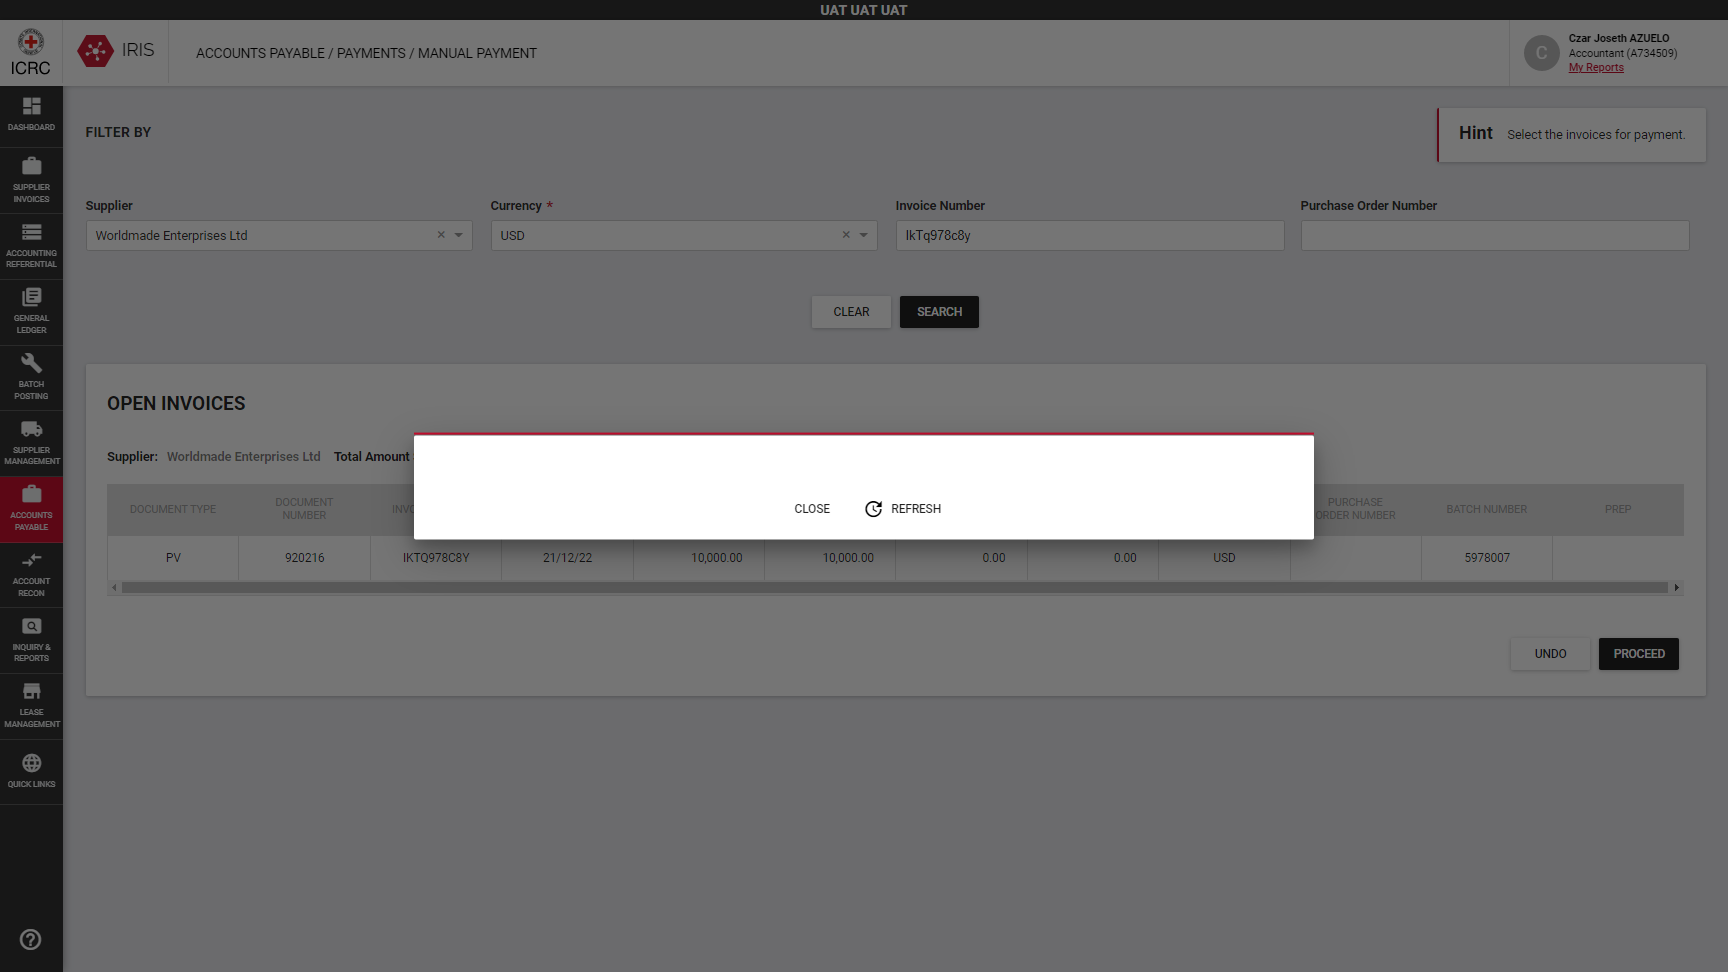 UAT UAT UAT
ICRC
IRIS
ACCOUNTS PAYABLE / PAYMENTS / MANUAL PAYMENT
C
Czar Joseth AZUELO
Accountant (A734509)
My Reports
DASHBOARD
SUPPLIER
INVOICES
ACCOUNTING
REFERENTIAL
GENERAL
LEDGER
BATCH
POSTING
SUPPLIER
MANAGEMENT
ACCOUNTS
PAYABLE
ACCOUNT
RECON
INQUIRY &
REPORTS
LEASE
MANAGEMENT
QUICK LINKS
FILTER BY
Hint Select the invoices for payment.
Supplier Currency * Invoice Number Purchase Order Number
Worldmade Enterprises Ltd × USD × IkTq978c8y
CLEAR SEARCH
OPEN INVOICES
Supplier: Worldmade Enterprises Ltd Total Amount
DOCUMENT TYPE DOCUMENT NUMBER INVO PURCHASE ORDER NUMBER BATCH NUMBER PREP
PV 920216 IKTQ978C8Y 21/12/22 10,000.00 10,000.00 0.00 0.00 USD 5978007
CLOSE REFRESH
UNDO PROCEED